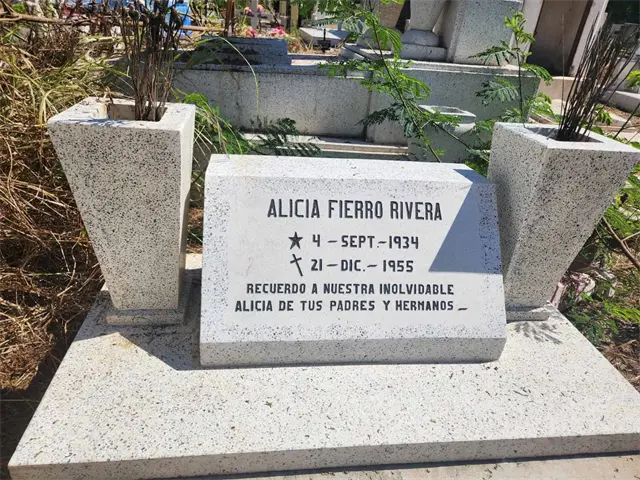 ALICIA FIERRO RIVERA
★ 4 - SEPT.-1934
✝ 21 - DIC. - 1955
RECUERDO A NUESTRA INOLVIDABLE
ALICIA DE TUS PADRES Y HERMANOS _